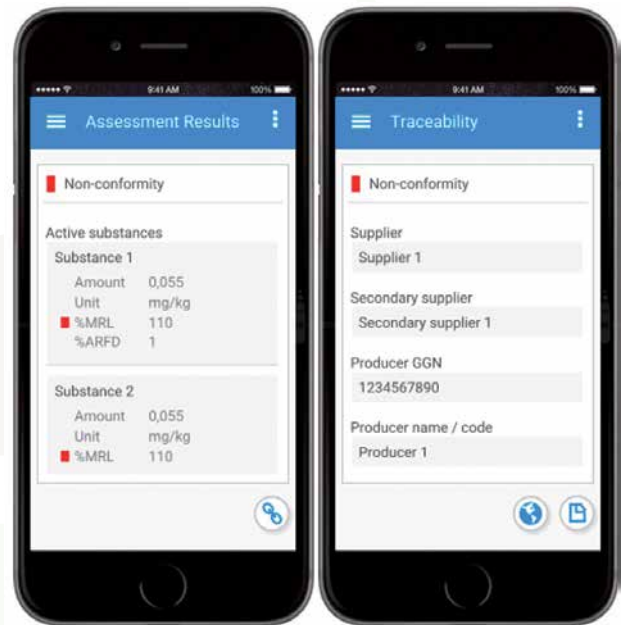 9:41 AM
100%
Assessment Results
Non-conformity
Active substances
Substance 1
Amount 0,055
Unit mg/kg
%MRL 110
%ARFD 1
Substance 2
Amount 0,055
Unit mg/kg
%MRL 110
9:41 AM
100%
Traceability
Non-conformity
Supplier
Supplier 1
Secondary supplier
Secondary supplier 1
Producer GGN
1234567890
Producer name / code
Producer 1